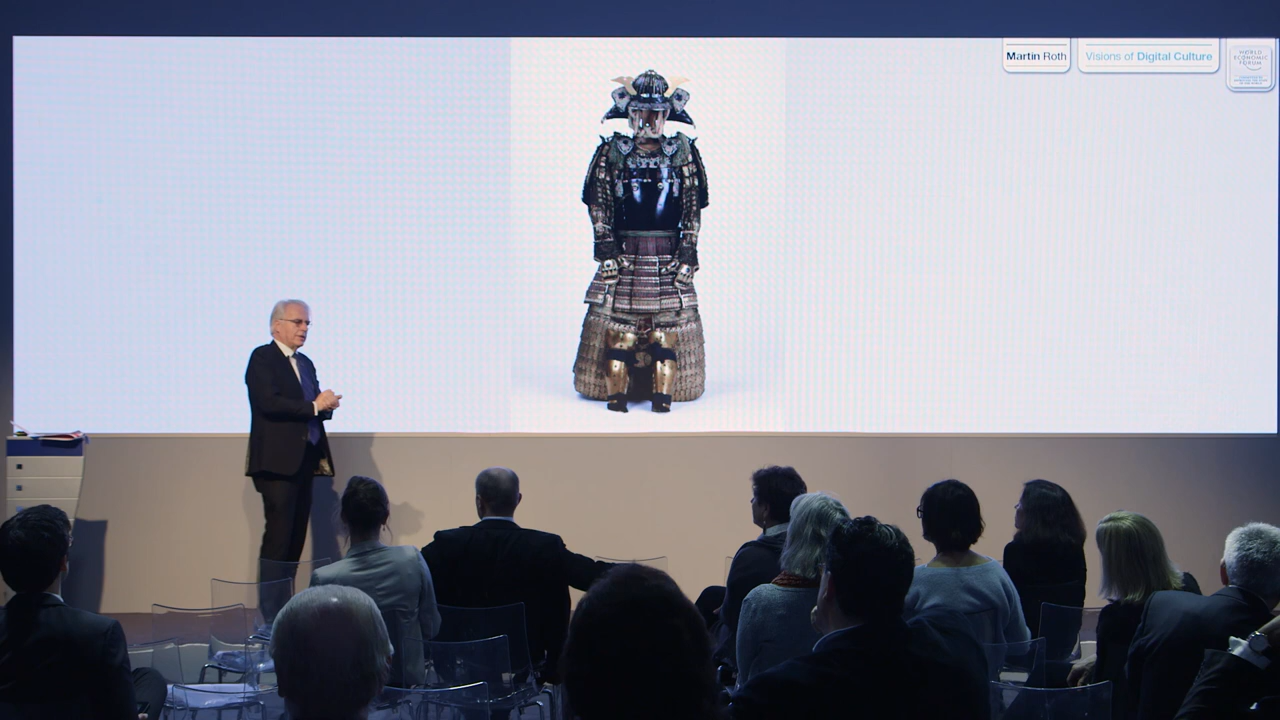 Martin Roth
Visions of Digital Culture
WORLD
ECONOMIC
FORUM